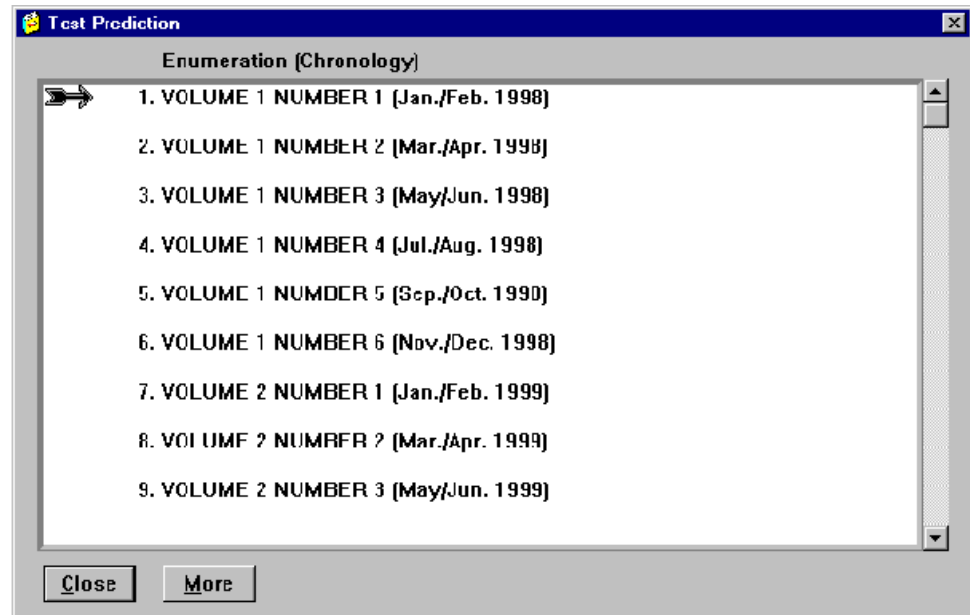 Test Prediction
Enumeration (Chronology)
1. VOLUME 1 NUMBER 1 (Jan./Feb. 1998)
2. VOLUME 1 NUMBER 2 (Mar./Apr. 1998)
3. VOLUME 1 NUMBER 3 (May/Jun. 1998)
4. VOLUME 1 NUMBER 4 (Jul./Aug. 1998)
5. VOLUME 1 NUMBER 5 (Sep./Oct. 1998)
6. VOLUME 1 NUMBER 6 (Nov./Dec. 1998)
7. VOLUME 2 NUMBER 1 (Jan./Feb. 1999)
8. VOLUME 2 NUMBER 2 (Mar./Apr. 1999)
9. VOLUME 2 NUMBER 3 (May/Jun. 1999)
Close More